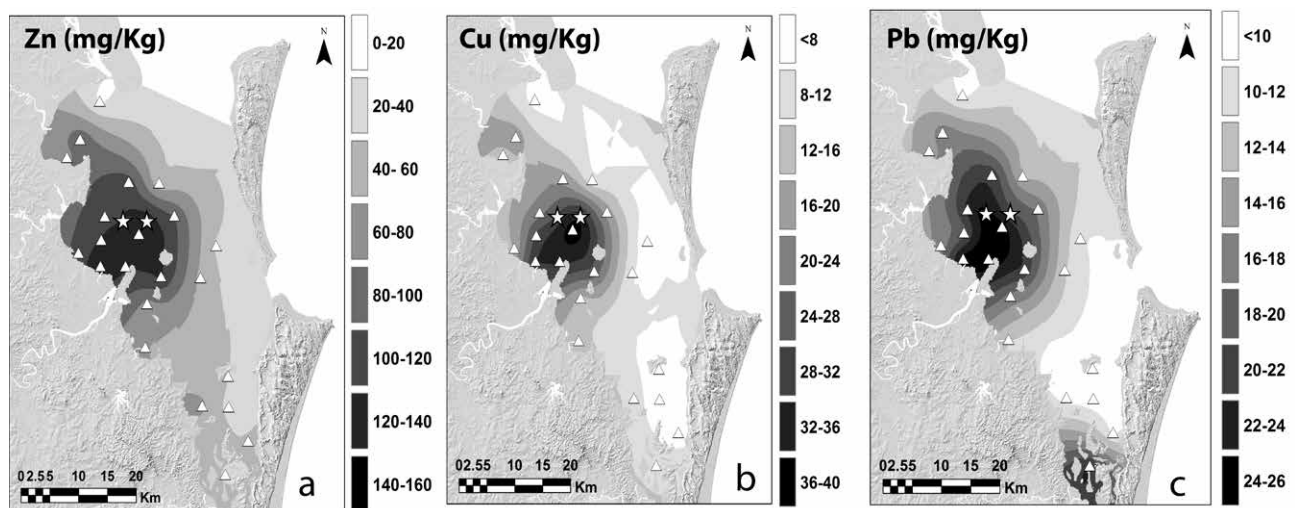 Zn (mg/Kg)
N
0-20
20-40
40- 60
60-80
80-100
100-120
120-140
140-160
02.55 10 15 20
Km
a
Cu (mg/Kg)
N
<8
8-12
12-16
16-20
20-24
24-28
28-32
32-36
36-40
02.55 10 15 20
Km
b
Pb (mg/Kg)
N
<10
10-12
12-14
14-16
16-18
18-20
20-22
22-24
24-26
02.55 10 15 20
Km
c